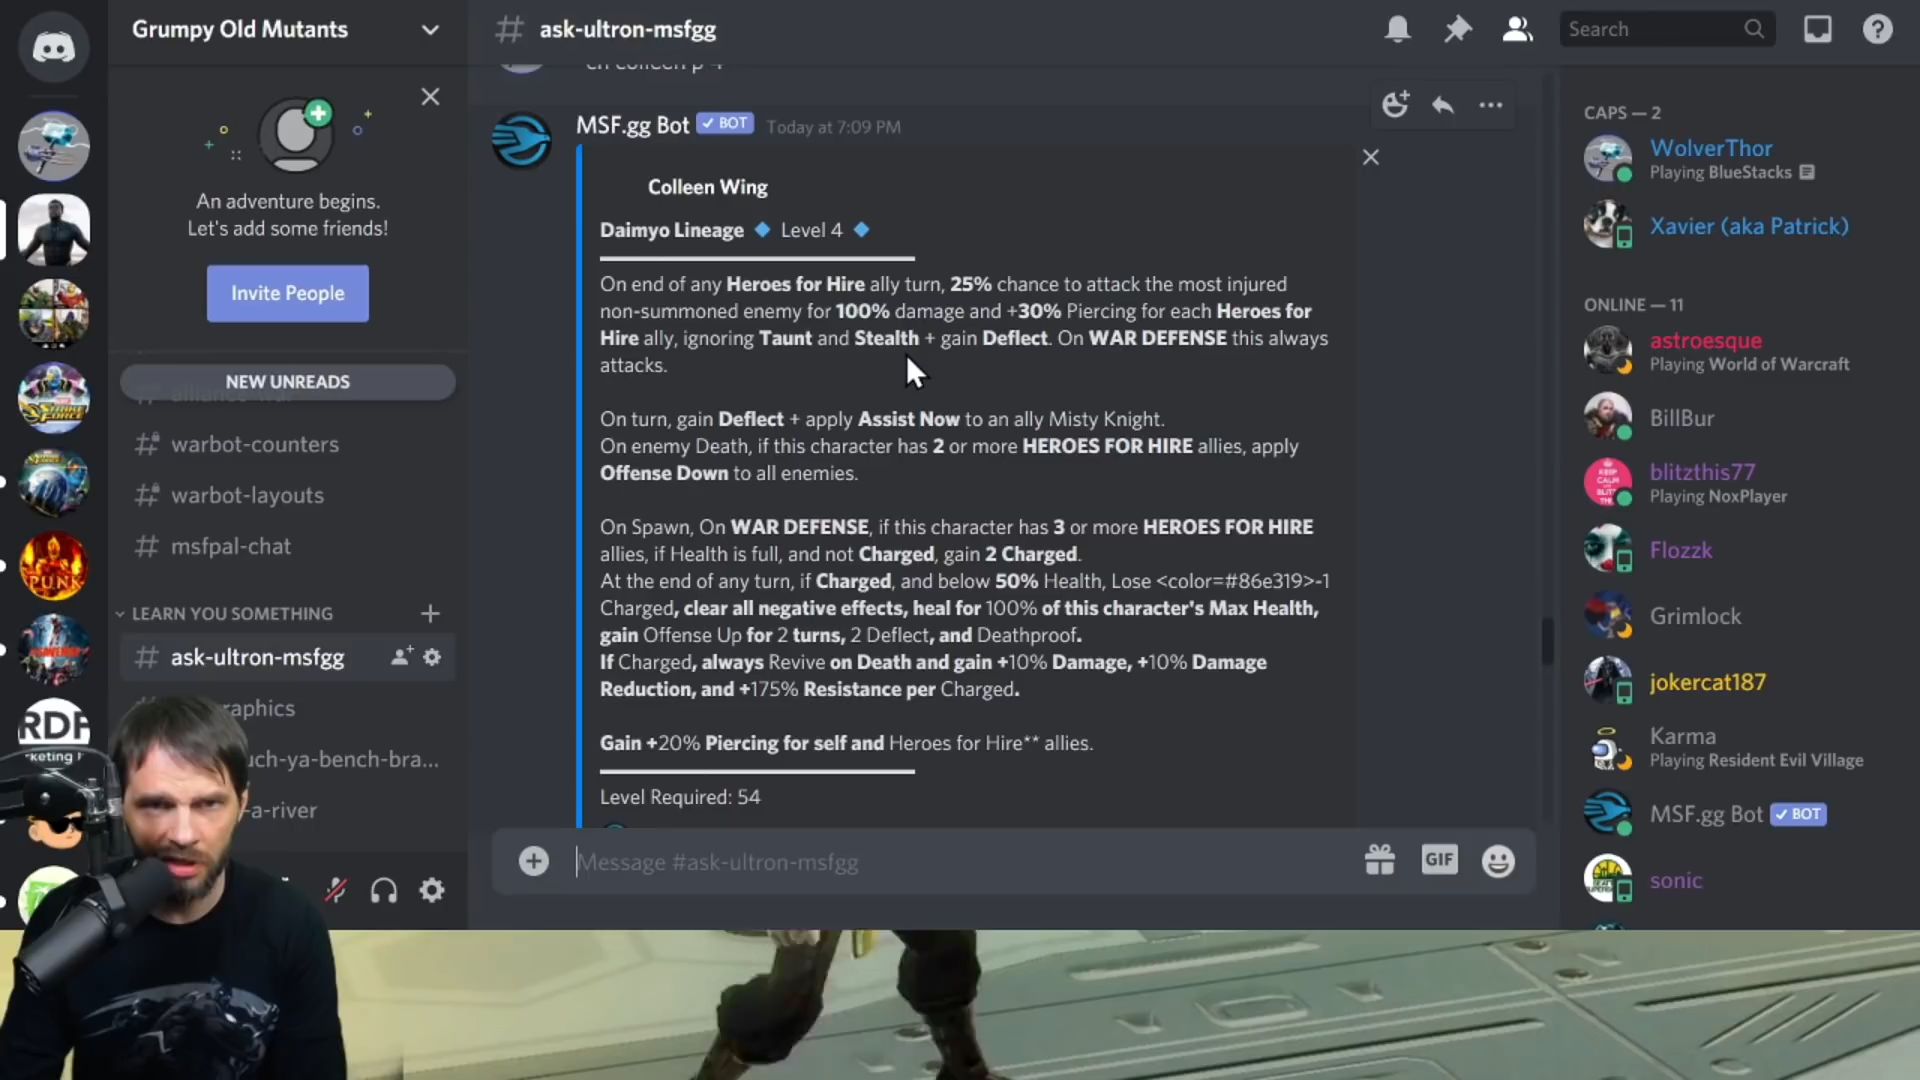 Grumpy Old Mutants
An adventure begins.
Let's add some friends!
Invite People
NEW UNREADS
warbot-counters
warbot-layouts
msfpal-chat
LEARN YOU SOMETHING
ask-ultron-msfgg
raphics
uch-ya-bench-bra...
-a-river
RDF
keting
PUNK
ask-ultron-msfgg
Search
MSF.gg Bot BOT Today at 7:09 PM
Colleen Wing
Daimyo Lineage Level 4
On end of any Heroes for Hire ally turn, 25% chance to attack the most injured
non-summoned enemy for 100% damage and +30% Piercing for each Heroes for
Hire ally, ignoring Taunt and Stealth + gain Deflect. On WAR DEFENSE this always
attacks.
On turn, gain Deflect + apply Assist Now to an ally Misty Knight.
On enemy Death, if this character has 2 or more HEROES FOR HIRE allies, apply
Offense Down to all enemies.
On Spawn, On WAR DEFENSE, if this character has 3 or more HEROES FOR HIRE
allies, if Health is full, and not Charged, gain 2 Charged.
At the end of any turn, if Charged, and below 50% Health, Lose <color=#86e319>-1
Charged, clear all negative effects, heal for 100% of this character's Max Health,
gain Offense Up for 2 turns, 2 Deflect, and Deathproof.
If Charged, always Revive on Death and gain +10% Damage, +10% Damage
Reduction, and +175% Resistance per Charged.
Gain +20% Piercing for self and Heroes for Hire** allies.
Level Required: 54
Message #ask-ultron-msfgg
GIF
CAPS — 2
WolverThor
Playing BlueStacks
Xavier (aka Patrick)
ONLINE — 11
astroesque
Playing World of Warcraft
BillBur
blitzthis77
Playing NoxPlayer
Flozzk
Grimlock
jokercat187
Karma
Playing Resident Evil Village
MSF.gg Bot BOT
sonic